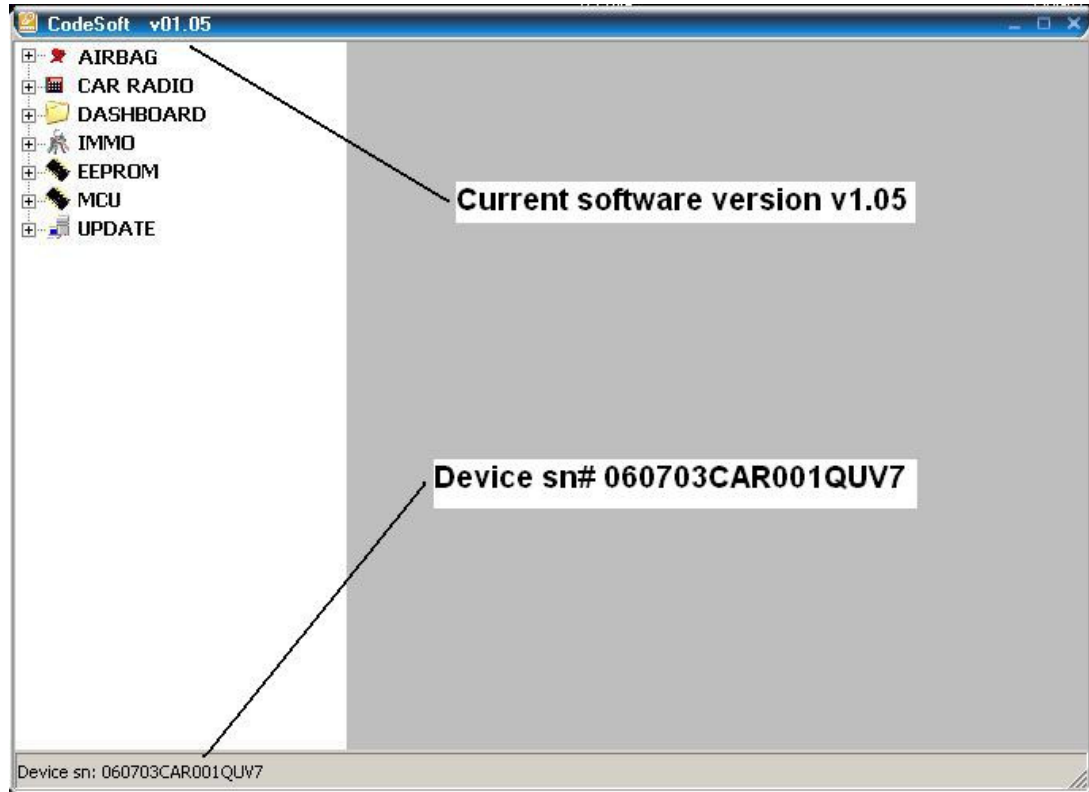 CodeSoft v01.05
AIRBAG
CAR RADIO
DASHBOARD
IMMO
EEPROM
MCU
UPDATE
Current software version v1.05
Device sn# 060703CAR001QUV7
Device sn: 060703CAR001QUV7